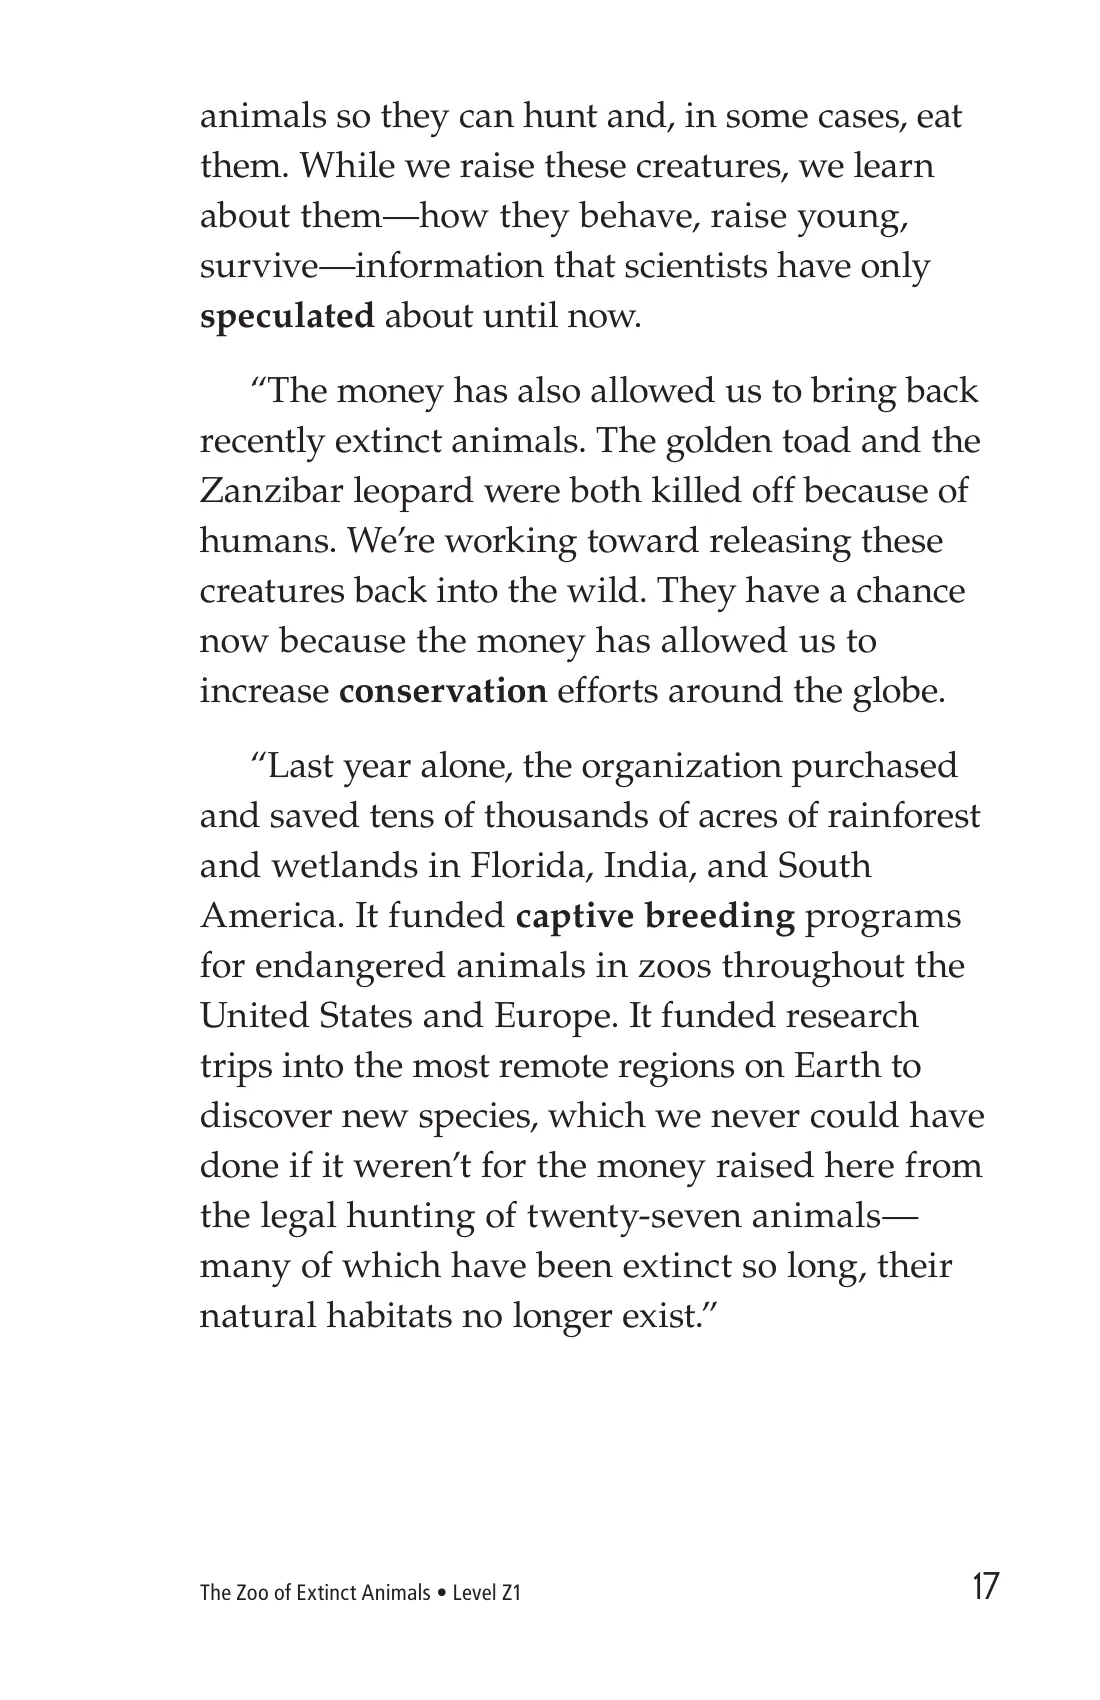 animals so they can hunt and, in some cases, eat
them. While we raise these creatures, we learn
about them—how they behave, raise young,
survive—information that scientists have only
speculated about until now.
“The money has also allowed us to bring back
recently extinct animals. The golden toad and the
Zanzibar leopard were both killed off because of
humans. We’re working toward releasing these
creatures back into the wild. They have a chance
now because the money has allowed us to
increase conservation efforts around the globe.
“Last year alone, the organization purchased
and saved tens of thousands of acres of rainforest
and wetlands in Florida, India, and South
America. It funded captive breeding programs
for endangered animals in zoos throughout the
United States and Europe. It funded research
trips into the most remote regions on Earth to
discover new species, which we never could have
done if it weren’t for the money raised here from
the legal hunting of twenty-seven animals—
many of which have been extinct so long, their
natural habitats no longer exist.”
The Zoo of Extinct Animals • Level Z1
17